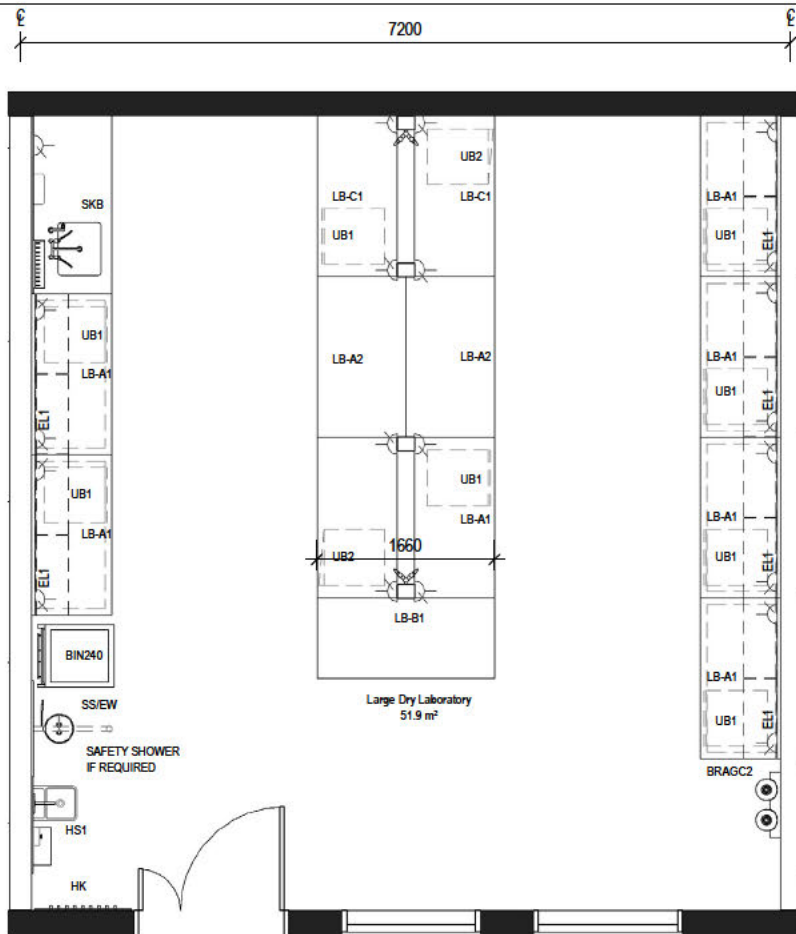 ℄
℄
7200
UB2
LB-C1
LB-C1
LB-A1
SKB
UB1
UB1
EL1
UB1
LB-A2
LB-A2
LB-A1
LB-A1
UB1
EL1
EL1
UB1
UB1
LB-A1
LB-A1
LB-A1
1660
UB2
UB1
EL1
EL1
LB-B1
BIN240
LB-A1
Large Dry Laboratory
51.9 m²
SS/EW
UB1
EL1
SAFETY SHOWER
IF REQUIRED
BRAGC2
HS1
HK